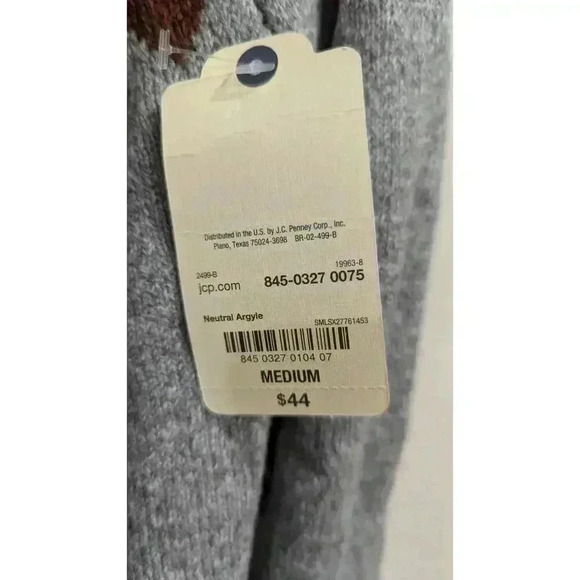 Distributed in the U.S. by J.C. Penney Corp., Inc.
Plano, Texas 75024-3698 BR-02-499-B
2499-B 19963-8
jcp.com 845-0327 0075
Neutral Argyle SMLSX27761453
845 0327 0104 07
MEDIUM
$44